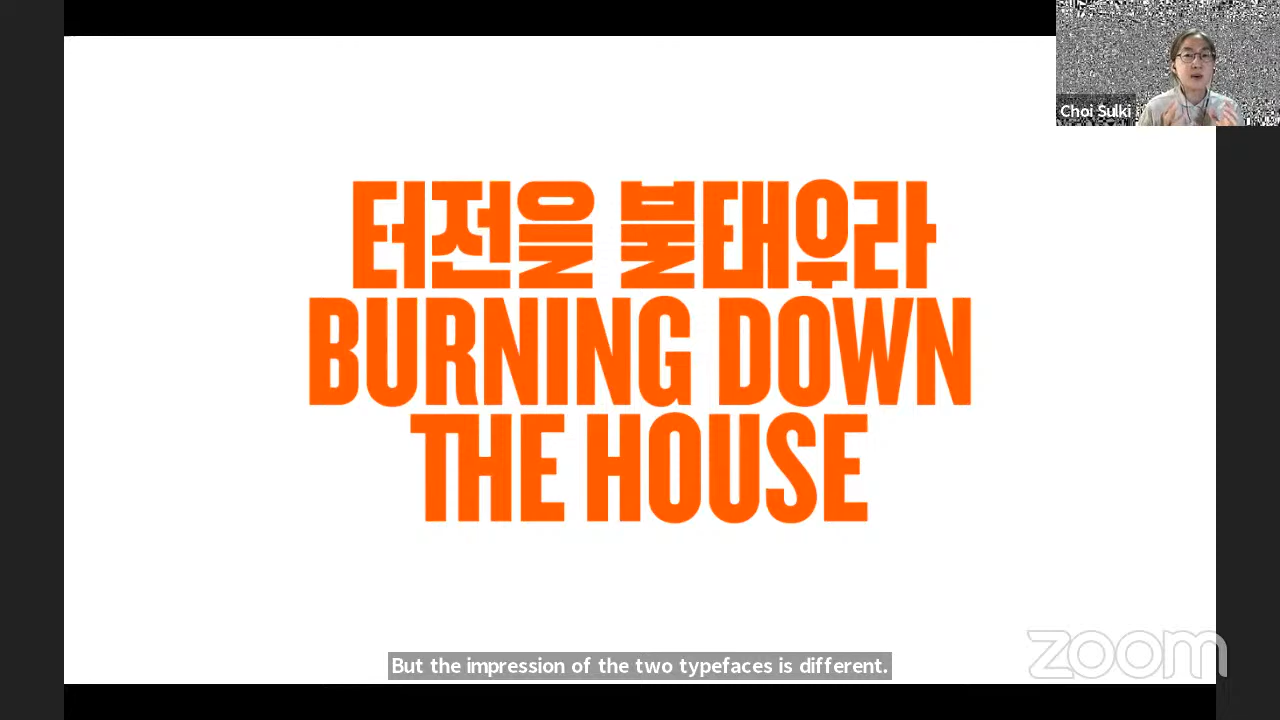 Choi Sulki
터전을 불태우라
BURNING DOWN
THE HOUSE
zoom
But the impression of the two typefaces is different.